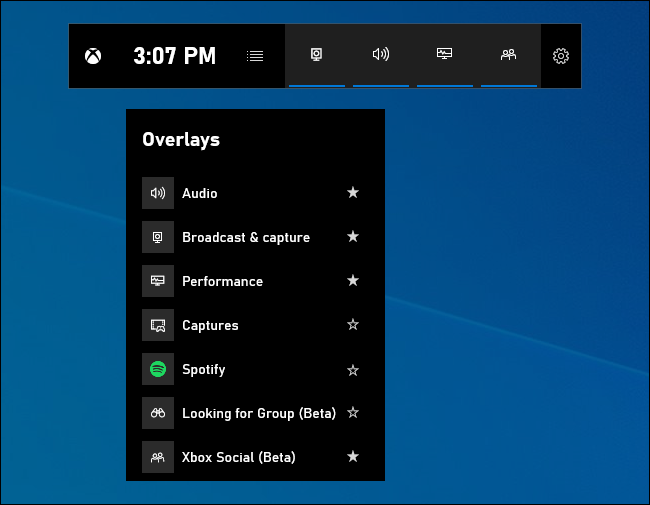 3:07 PM
Overlays
Audio
Broadcast & capture
Performance
Captures
Spotify
Looking for Group (Beta)
Xbox Social (Beta)